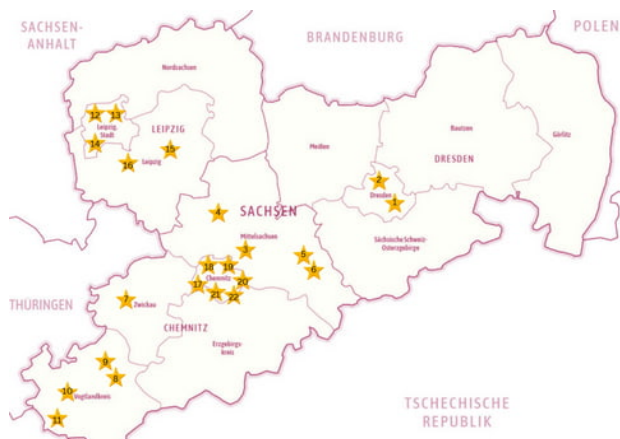 SACHSEN-
ANHALT
BRANDENBURG
POLEN
Nordsachsen
12
13
Leipzig,
Stadt
LEIPZIG
14
15
16
Leipzig
Meißen
Bautzen
Görlitz
DRESDEN
2
Dresden
1
4
SACHSEN
Mittelsachsen
3
5
6
Sächsische Schweiz-
Osterzgebirge
18
19
Chemnitz
17
20
21
22
THÜRINGEN
7
Zwickau
CHEMNITZ
Erzgebirgs-
kreis
9
8
10
Vogtlandkreis
11
TSCHECHISCHE
REPUBLIK